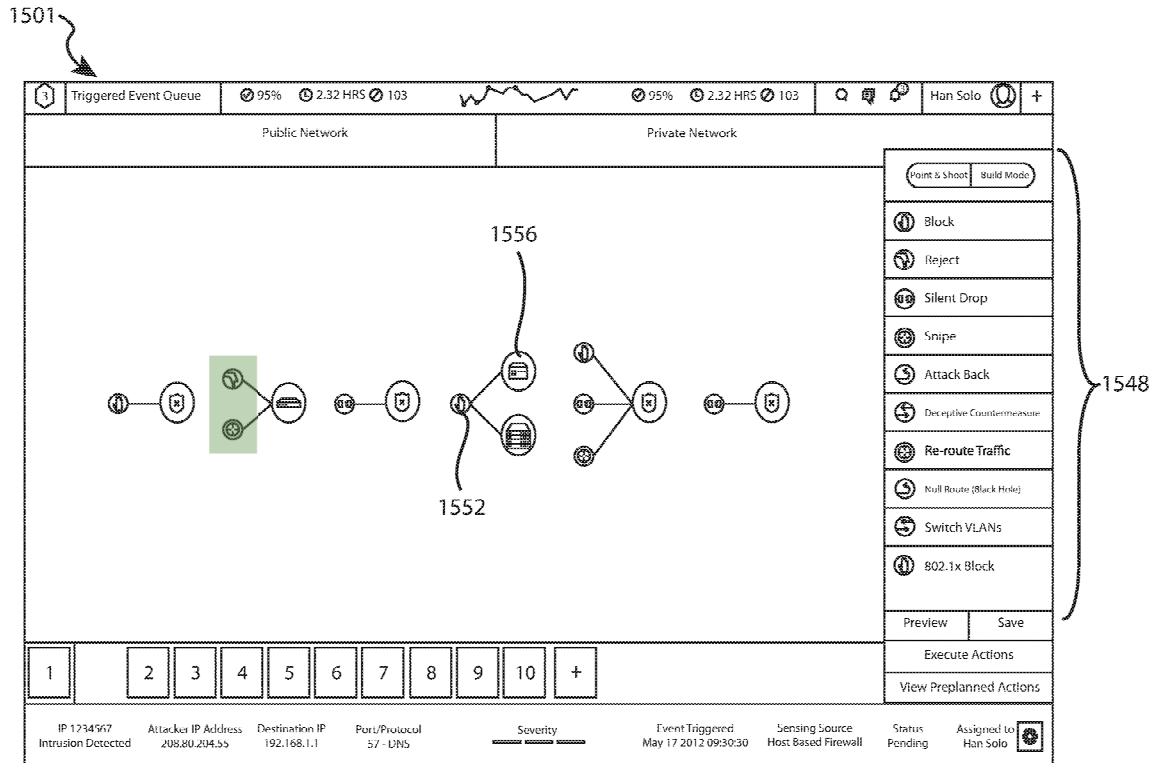 1501
3 Triggered Event Queue 95% 2.32 HRS 103 95% 2.32 HRS 103 Han Solo +
Public Network Private Network
Point & Shoot Build Mode
Block
Reject
Silent Drop
Snipe
Attack Back
Deceptive Countermeasure
Re-route Traffic
Null Route (Black Hole)
Switch VLANs
802.1x Block
1548
1556
1552
Preview Save
Execute Actions
View Preplanned Actions
1 2 3 4 5 6 7 8 9 10 +
IP 1234567
Intrusion Detected
Attacker IP Address
208.80.204.55
Destination IP
192.168.1.1
Port/Protocol
57 - DNS
Severity
Event Triggered
May 17 2012 09:30:30
Sensing Source
Host Based Firewall
Status
Pending
Assigned to
Han Solo